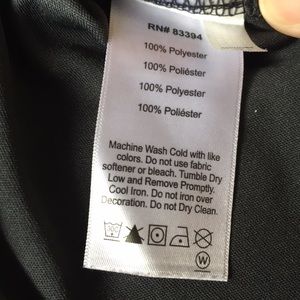 RN# 83394
100% Polyester
100% Poliéster
100% Polyester
100% Poliéster
Machine Wash Cold with like
colors. Do not use fabric
softener or bleach. Tumble Dry
Low and Remove Promptly.
Cool Iron. Do not iron over
Decoration. Do not Dry Clean.
W